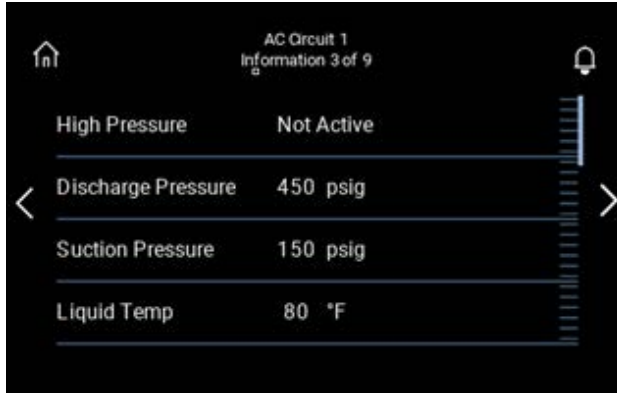 AC Circuit 1
Information 3 of 9
High Pressure Not Active
Discharge Pressure 450 psig
Suction Pressure 150 psig
Liquid Temp 80 °F